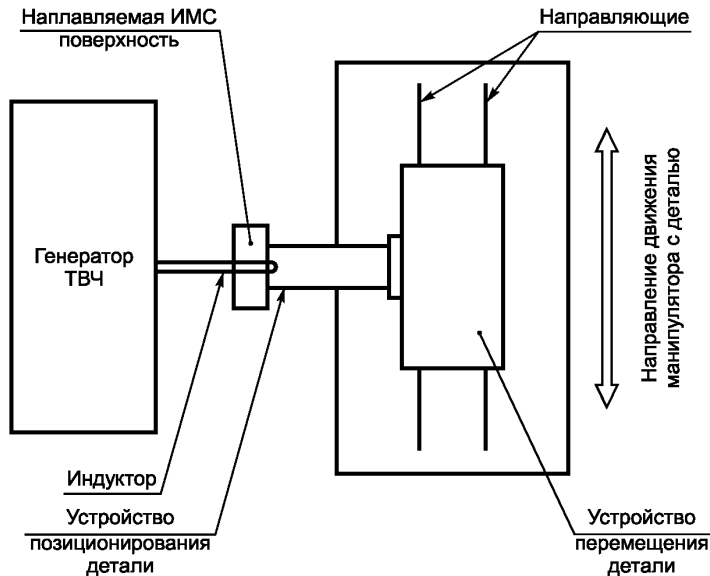 Наплавляемая ИМС
поверхность
Направляющие
Генератор
ТВЧ
Направление движения
манипулятора с деталью
Индуктор
Устройство
позиционирования
детали
Устройство
перемещения
детали